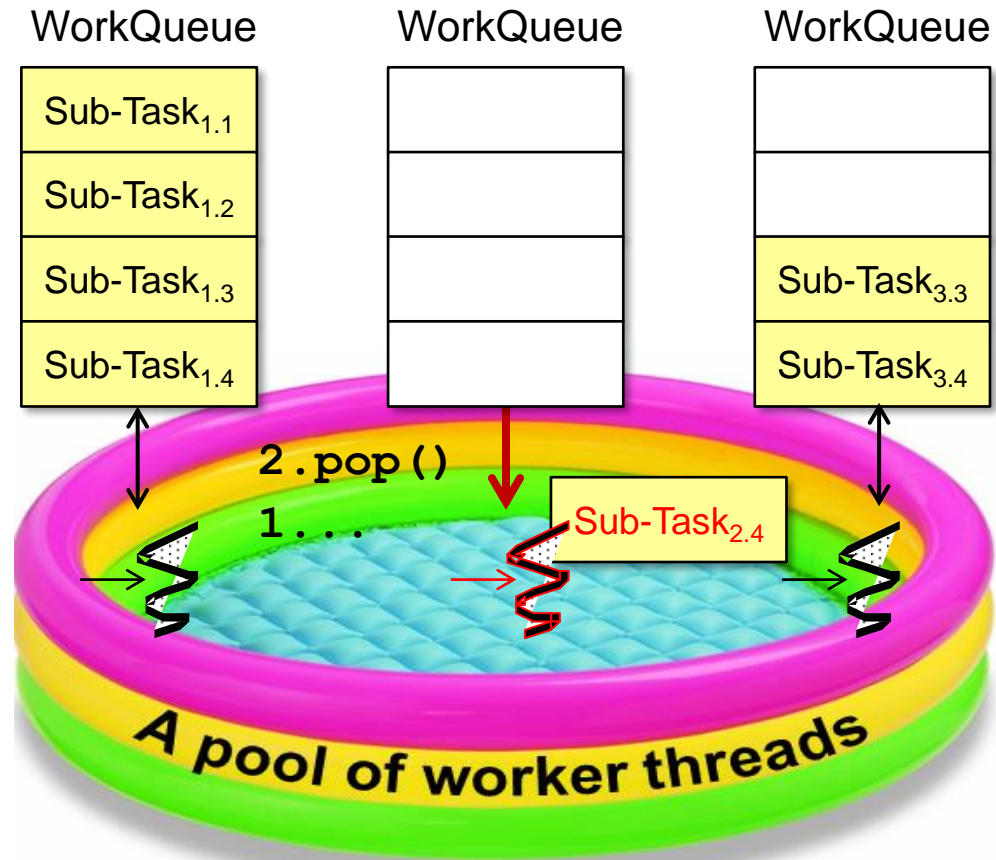 WorkQueue WorkQueue WorkQueue
Sub-Task1.1
Sub-Task1.2
Sub-Task1.3 Sub-Task3.3
Sub-Task1.4 Sub-Task3.4
2.pop()
1...
Sub-Task2.4
A pool of worker threads